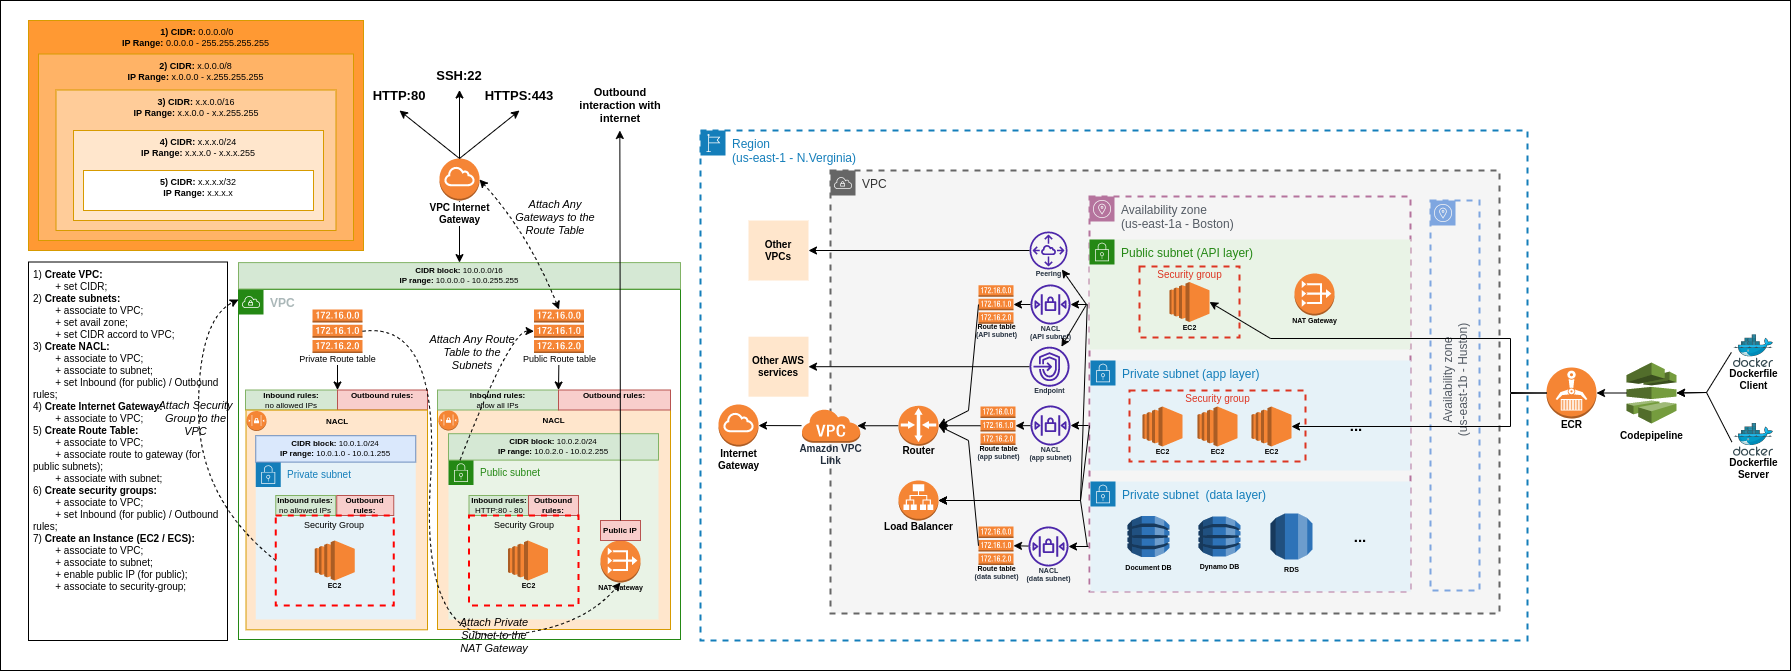 1) CIDR: 0.0.0.0/0
IP Range: 0.0.0.0 - 255.255.255.255
2) CIDR: x.0.0.0/8
IP Range: x.0.0.0 - x.255.255.255
3) CIDR: x.x.0.0/16
IP Range: x.x.0.0 - x.x.255.255
4) CIDR: x.x.x.0/24
IP Range: x.x.x.0 - x.x.x.255
5) CIDR: x.x.x.x/32
IP Range: x.x.x.x
1) Create VPC:
+ set CIDR;
2) Create subnets:
+ associate to VPC;
+ set avail zone;
+ set CIDR accord to VPC;
3) Create NACL:
+ associate to VPC;
+ associate to subnet;
+ set Inbound (for public) / Outbound
rules;
4) Create Internet Gateway:
+ associate to VPC;
5) Create Route Table:
+ associate to VPC;
+ associate route to gateway (for
public subnets);
+ associate with subnet;
6) Create security groups:
+ associate to VPC;
+ set Inbound (for public) / Outbound
rules;
7) Create an Instance (EC2 / ECS):
+ associate to VPC;
+ associate to subnet;
+ enable public IP (for public);
+ associate to security-group;
Attach Security
Group to the
VPC
HTTP:80
SSH:22
HTTPS:443
Outbound
interaction with
internet
VPC Internet
Gateway
Attach Any
Gateways to the
Route Table
CIDR block: 10.0.0.0/16
IP range: 10.0.0.0 - 10.0.255.255
VPC
172.16.0.0
172.16.1.0
172.16.2.0
Private Route table
172.16.0.0
172.16.1.0
172.16.2.0
Public Route table
Attach Any Route
Table to the
Subnets
Inbound rules:
no allowed IPs
Outbound rules:
NACL
CIDR block: 10.0.1.0/24
IP range: 10.0.1.0 - 10.0.1.255
Private subnet
Inbound rules:
no allowed IPs
Outbound
rules:
Security Group
EC2
Inbound rules:
allow all IPs
Outbound rules:
NACL
CIDR block: 10.0.2.0/24
IP range: 10.0.2.0 - 10.0.2.255
Public subnet
Inbound rules:
HTTP:80 - 80
Outbound
rules:
Security Group
EC2
Public IP
NAT Gateway
Attach Private
Subnet to the
NAT Gateway
Region
(us-east-1 - N.Verginia)
VPC
Other
VPCs
Other AWS
services
Internet
Gateway
Amazon VPC
Link
VPC
Router
Load Balancer
Peering
172.16.0.0
172.16.1.0
172.16.2.0
Route table
(API subnet)
NACL
(API subnet)
Endpoint
172.16.0.0
172.16.1.0
172.16.2.0
Route table
(app subnet)
NACL
(app subnet)
172.16.0.0
172.16.1.0
172.16.2.0
Route table
(data subnet)
NACL
(data subnet)
Availability zone
(us-east-1a - Boston)
Public subnet (API layer)
Security group
EC2
NAT Gateway
Private subnet (app layer)
Security group
EC2
EC2
EC2
...
Private subnet (data layer)
Document DB
Dynamo DB
RDS
...
Availability zone
(us-east-1b - Huston)
ECR
Codepipeline
docker
Dockerfile
Client
docker
Dockerfile
Server